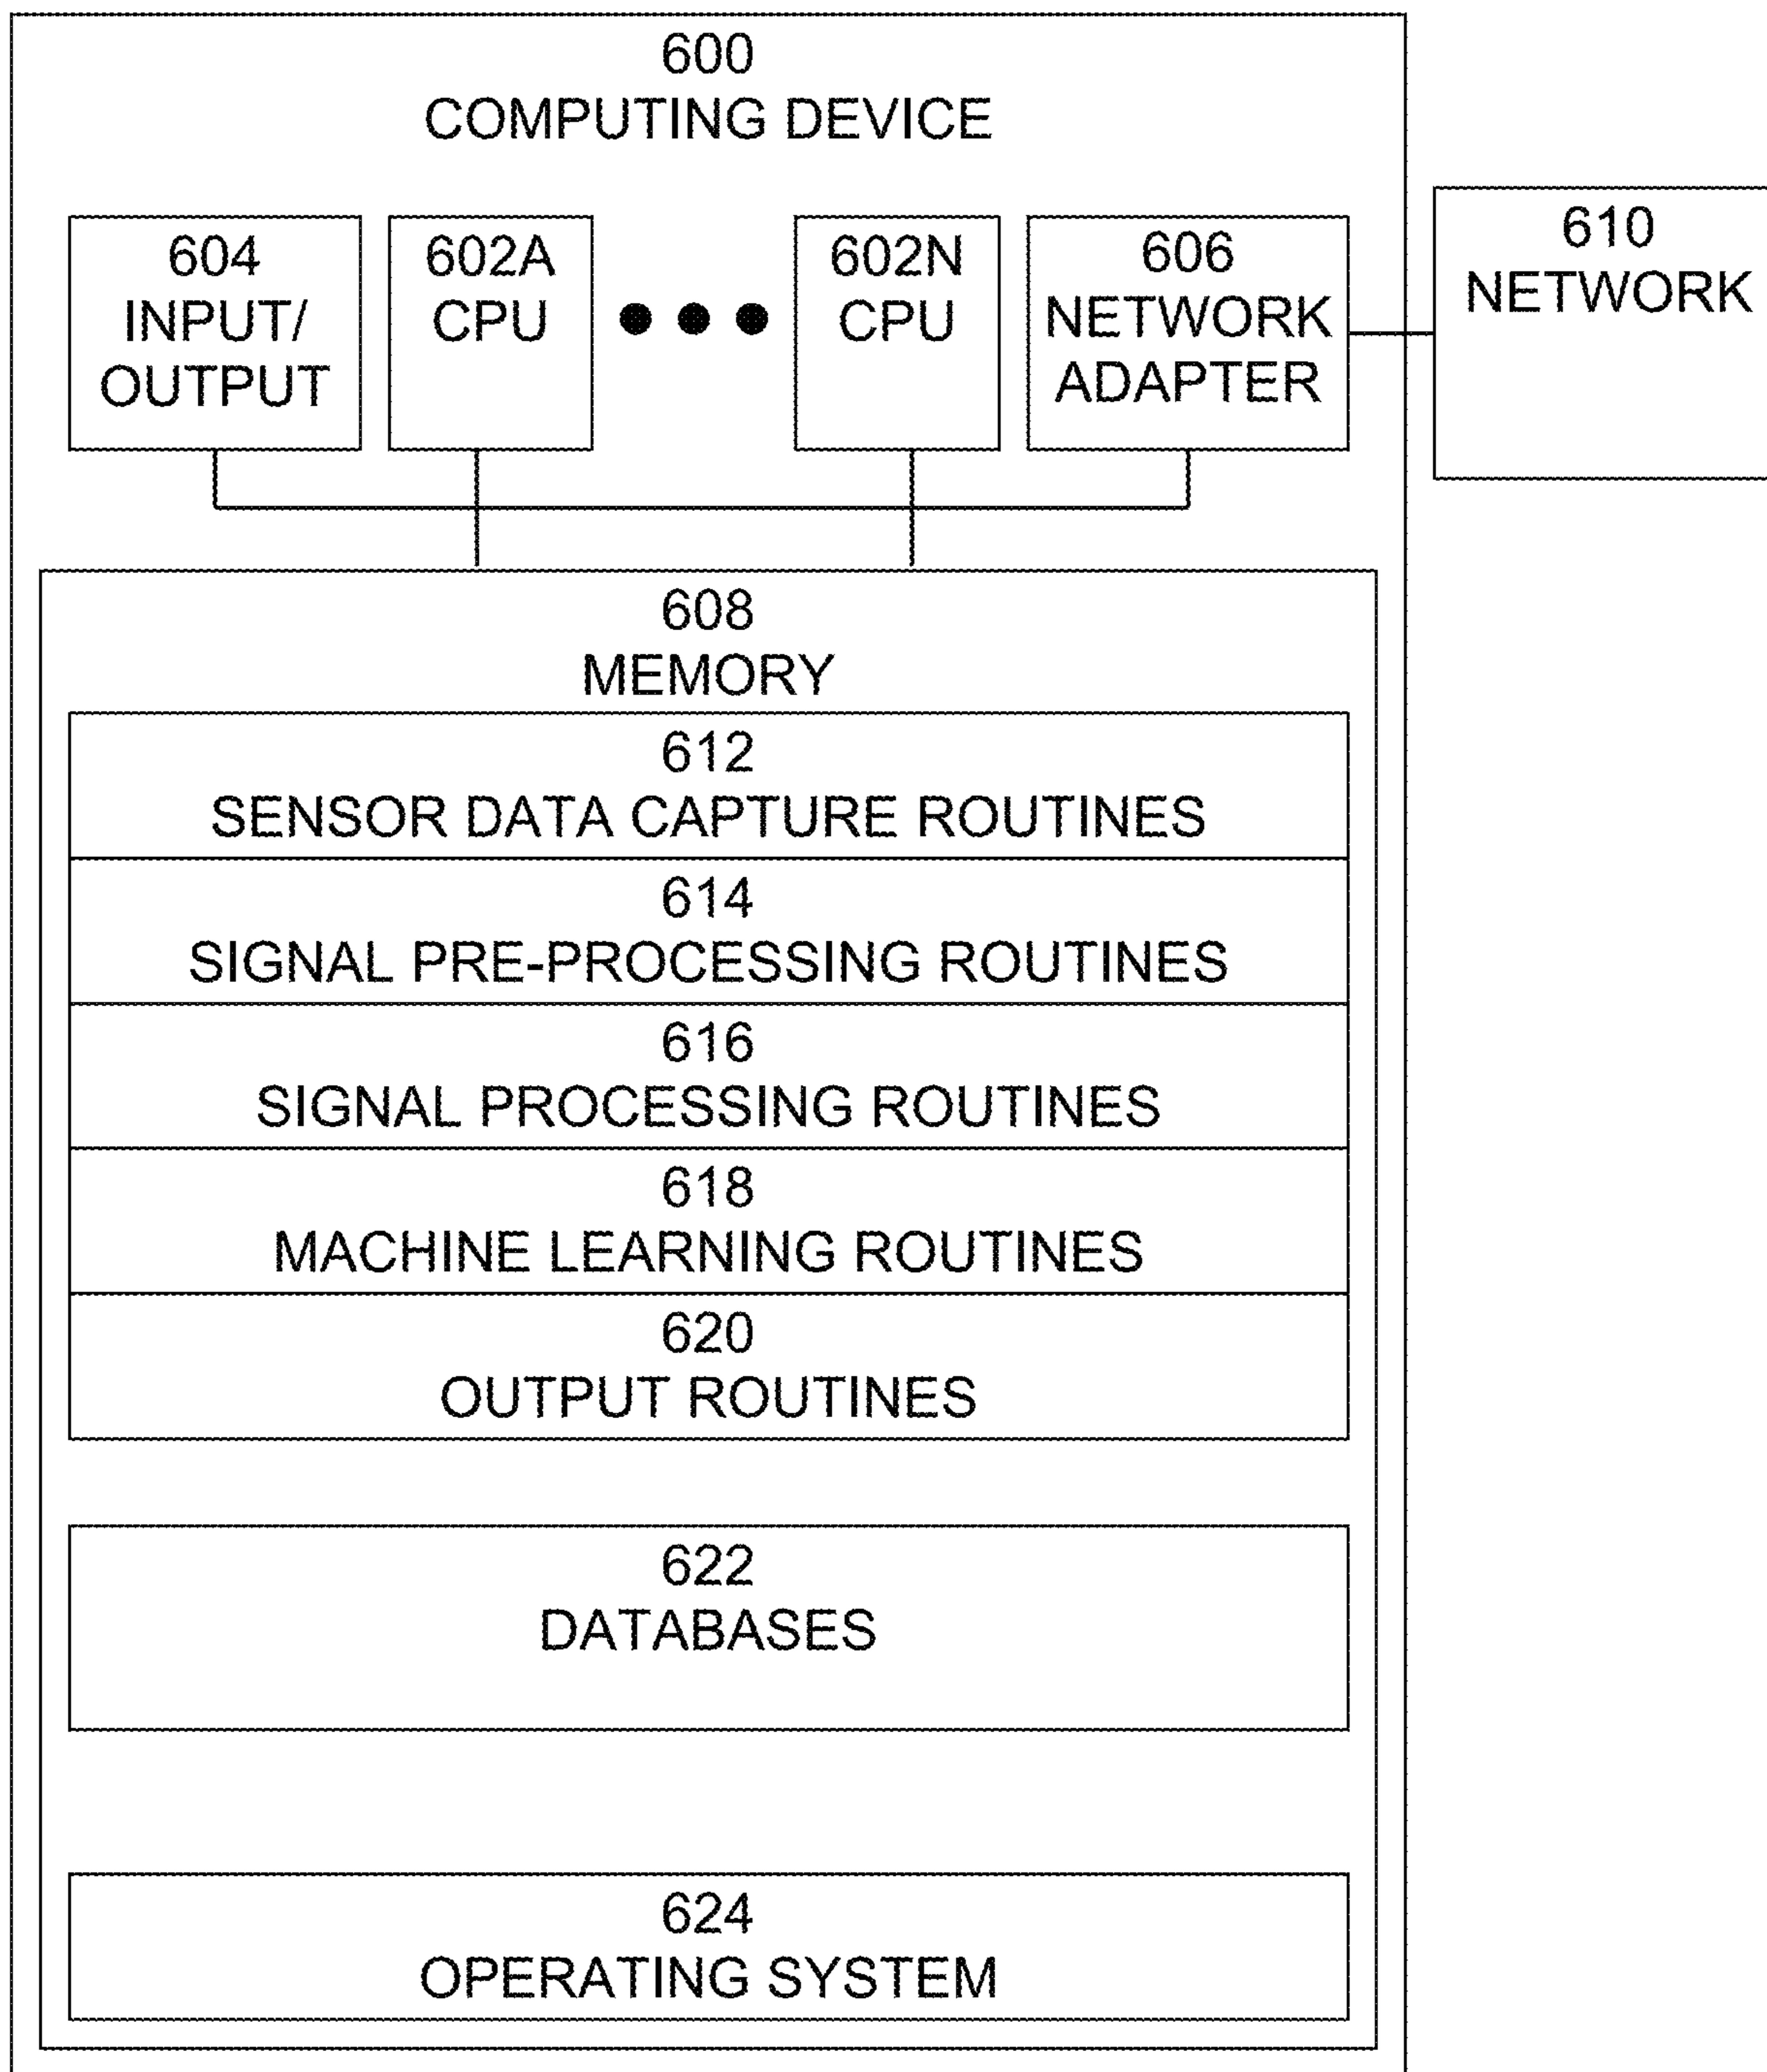 600
COMPUTING DEVICE
604
INPUT/
OUTPUT
602A
CPU
602N
CPU
606
NETWORK
ADAPTER
610
NETWORK
608
MEMORY
612
SENSOR DATA CAPTURE ROUTINES
614
SIGNAL PRE-PROCESSING ROUTINES
616
SIGNAL PROCESSING ROUTINES
618
MACHINE LEARNING ROUTINES
620
OUTPUT ROUTINES
622
DATABASES
624
OPERATING SYSTEM